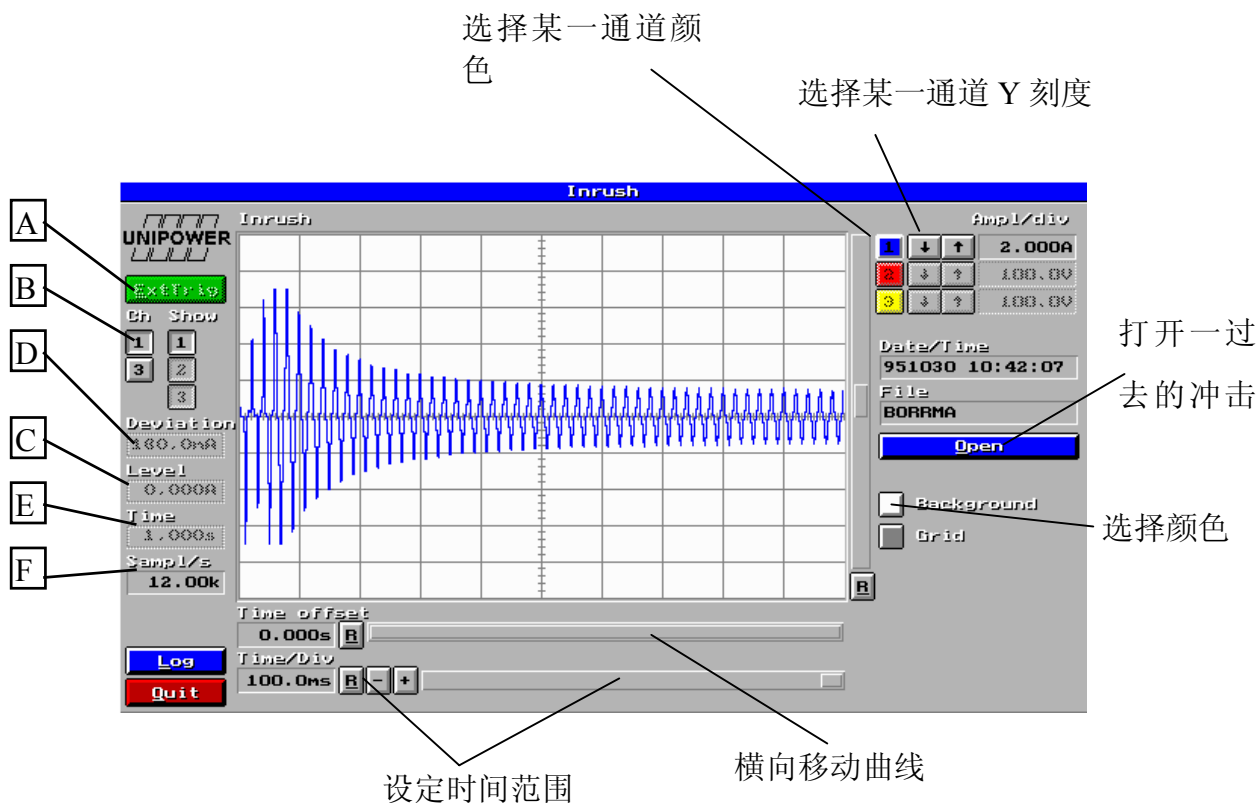 选择某一通道颜
色
选择某一通道 Y 刻度
Inrush
A
UNIPOWER
Inrush
Ampl/div
1
2.000A
2
100.0V
3
100.0V
ExtTrig
B
Ch Show
1 1
3 2
3
D
Deviation
180.0mA
C
Level
0.000A
E
Time
1.000s
F
Sampl/s
12.00k
Date/Time
951030 10:42:07
File
BORRMA
Open
打开一过
去的冲击
Background
选择颜色
Grid
R
Time offset
0.000s R
Log
Time/Div
100.0ms R - +
Quit
横向移动曲线
设定时间范围